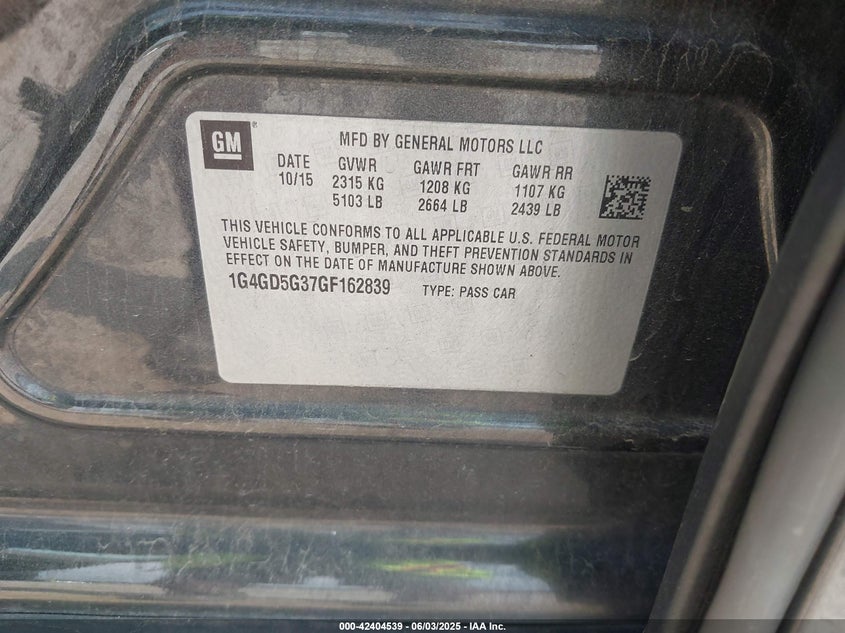 GM
MFD BY GENERAL MOTORS LLC
DATE GVWR GAWR FRT GAWR RR
10/15 2315 KG 1208 KG 1107 KG
5103 LB 2664 LB 2439 LB
THIS VEHICLE CONFORMS TO ALL APPLICABLE U.S. FEDERAL MOTOR
VEHICLE SAFETY, BUMPER, AND THEFT PREVENTION STANDARDS IN
EFFECT ON THE DATE OF MANUFACTURE SHOWN ABOVE.
1G4GD5G37GF162839 TYPE: PASS CAR
000-42404539 - 06/03/2025 - IAA Inc.